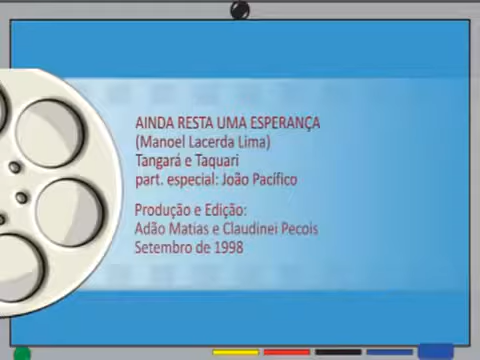 AINDA RESTA UMA ESPERANÇA
(Manoel Lacerda Lima)
Tangará e Taquari
part. especial: João Pacífico
Produção e Edição:
Adão Matias e Claudinei Pecois
Setembro de 1998